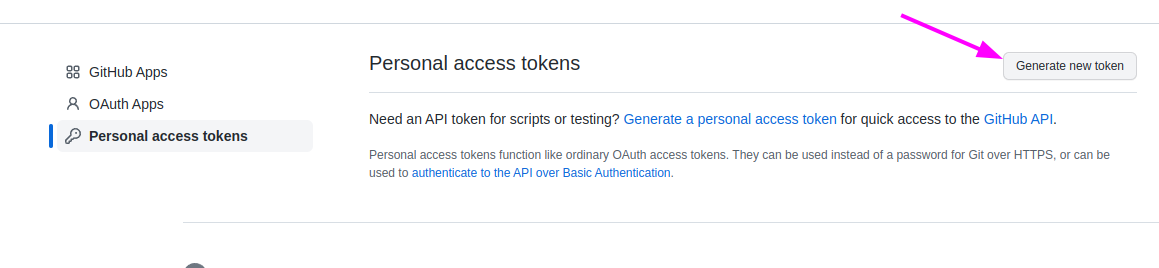 GitHub Apps
OAuth Apps
Personal access tokens
Personal access tokens
Generate new token
Need an API token for scripts or testing? Generate a personal access token for quick access to the GitHub API.
Personal access tokens function like ordinary OAuth access tokens. They can be used instead of a password for Git over HTTPS, or can be
used to authenticate to the API over Basic Authentication.